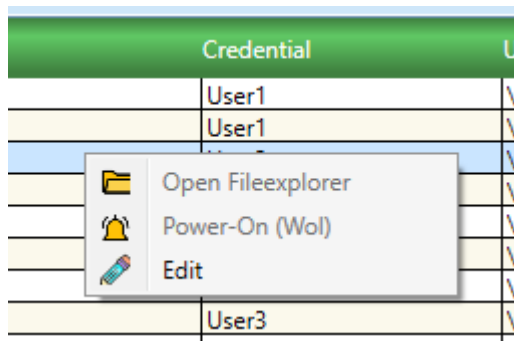 Credential
User1
User1
Open Fileexplorer
Power-On (Wol)
Edit
User3